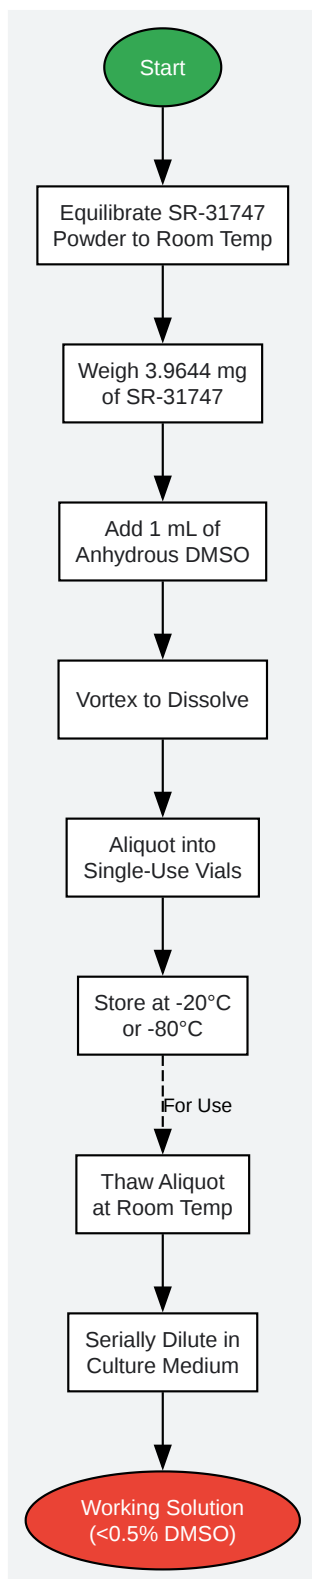 Start
Equilibrate SR-31747
Powder to Room Temp
Weigh 3.9644 mg
of SR-31747
Add 1 mL of
Anhydrous DMSO
Vortex to Dissolve
Aliquot into
Single-Use Vials
Store at -20°C
or -80°C
For Use
Thaw Aliquot
at Room Temp
Serially Dilute in
Culture Medium
Working Solution
(<0.5% DMSO)